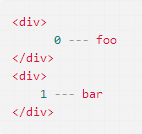 <div>
      0 --- foo
</div>
<div>
    1 --- bar
</div>